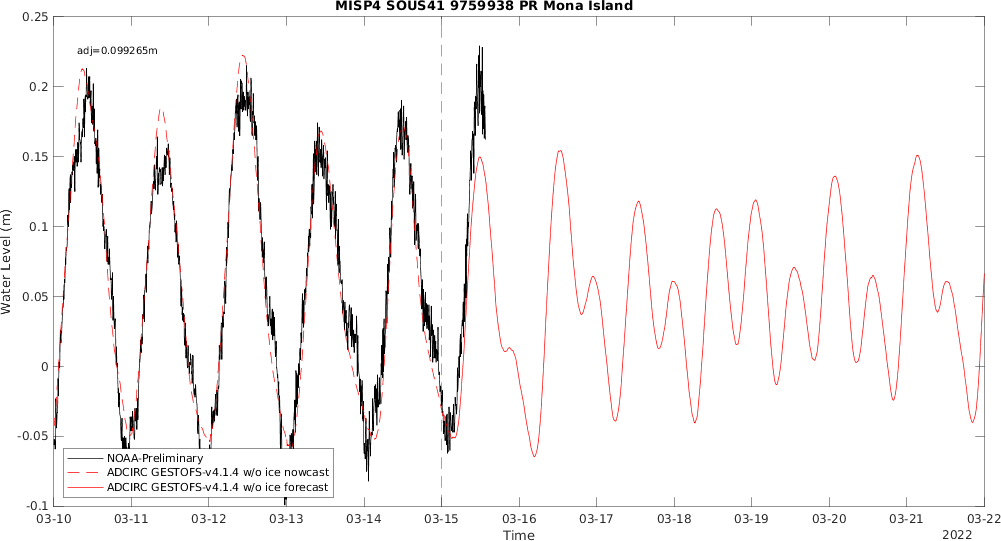 MISP4 SOUS41 9759938 PR Mona Island
adj=0.099265m
0.25
0.2
0.15
0.1
0.05
0
-0.05
-0.1
Water Level (m)
NOAA-Preliminary
ADCIRC GESTOFS-v4.1.4 w/o ice nowcast
ADCIRC GESTOFS-v4.1.4 w/o ice forecast
03-10 03-11 03-12 03-13 03-14 03-15 03-16 03-17 03-18 03-19 03-20 03-21 03-22
Time
2022